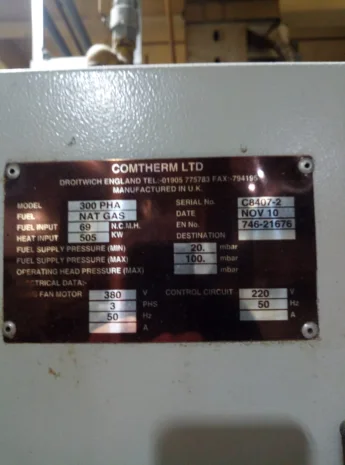 COMTHERM LTD
DROITWICH ENGLAND TEL:-01905 775783 FAX:-794195
MANUFACTURED IN U.K.
MODEL 300 PHA SERIAL No. C8407-2
FUEL NAT GAS DATE NOV 10
FUEL INPUT 69 N.C.M.H. EN No. 746-21676
HEAT INPUT 505 KW DESTINATION
FUEL SUPPLY PRESSURE (MIN) 20. mbar
FUEL SUPPLY PRESSURE (MAX) 100. mbar
OPERATING HEAD PRESSURE (MAX) mbar
ELECTRICAL DATA:-
FAN MOTOR 380 V CONTROL CIRCUIT 220 V
3 PHS 50 Hz
50 Hz A
A